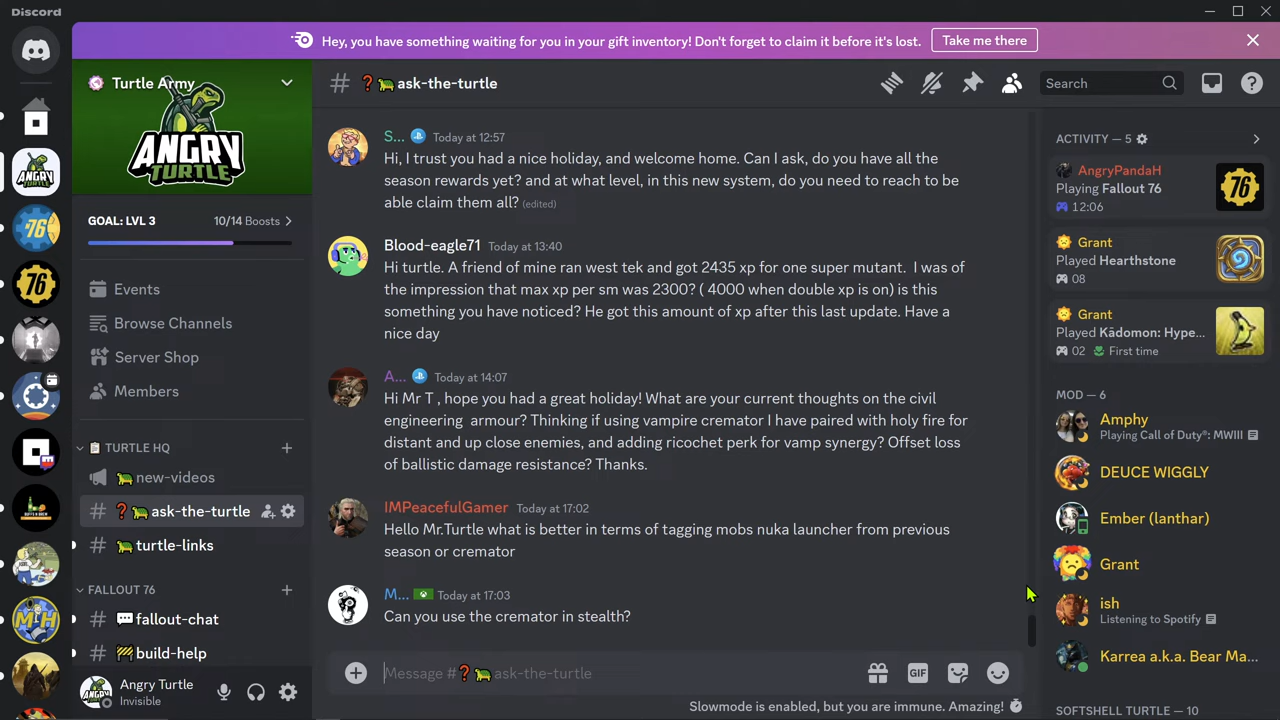 Discord
Hey, you have something waiting for you in your gift inventory! Don't forget to claim it before it's lost.
Take me there
Turtle Army
ANGRY
TURTLE
GOAL: LVL 3
10/14 Boosts
Events
Browse Channels
Server Shop
Members
TURTLE HQ
new-videos
ask-the-turtle
turtle-links
FALLOUT 76
fallout-chat
build-help
Angry Turtle
Invisible
# ❓🐢ask-the-turtle
Search
S... Today at 12:57
Hi, I trust you had a nice holiday, and welcome home. Can I ask, do you have all the
season rewards yet? and at what level, in this new system, do you need to reach to be
able claim them all? (edited)
Blood-eagle71 Today at 13:40
Hi turtle. A friend of mine ran west tek and got 2435 xp for one super mutant. I was of
the impression that max xp per sm was 2300? ( 4000 when double xp is on) is this
something you have noticed? He got this amount of xp after this last update. Have a
nice day
A... Today at 14:07
Hi Mr T , hope you had a great holiday! What are your current thoughts on the civil
engineering armour? Thinking if using vampire cremator I have paired with holy fire for
distant and up close enemies, and adding ricochet perk for vamp synergy? Offset loss
of ballistic damage resistance? Thanks.
IMPeacefulGamer Today at 17:02
Hello Mr.Turtle what is better in terms of tagging mobs nuka launcher from previous
season or cremator
M... Today at 17:03
Can you use the cremator in stealth?
Message #❓🐢ask-the-turtle
GIF
Slowmode is enabled, but you are immune. Amazing!
ACTIVITY — 5
AngryPandaH
Playing Fallout 76
12:06
76
Grant
Played Hearthstone
08
Grant
Played Kādomon: Hype...
02 First time
MOD — 6
Amphy
Playing Call of Duty®: MWIII
DEUCE WIGGLY
Ember (lanthar)
Grant
ish
Listening to Spotify
Karrea a.k.a. Bear Ma...
SOFTSHELL TURTLE — 10